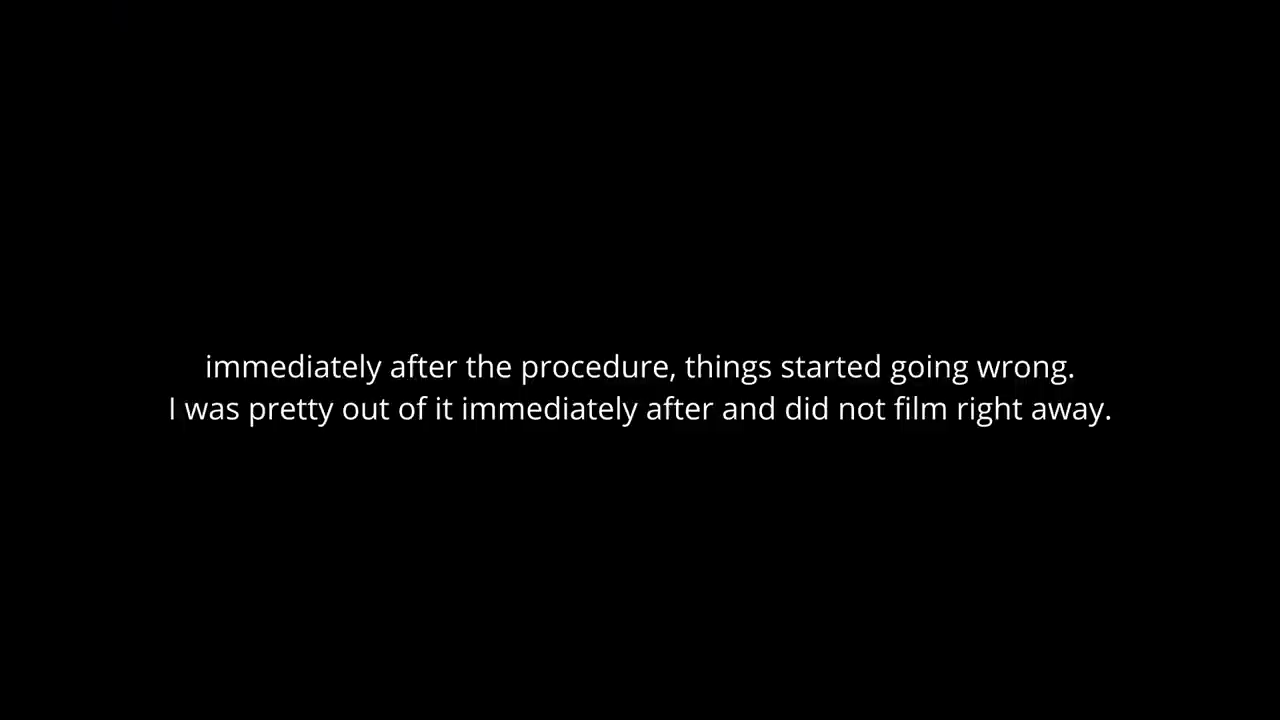 immediately after the procedure, things started going wrong.
I was pretty out of it immediately after and did not film right away.